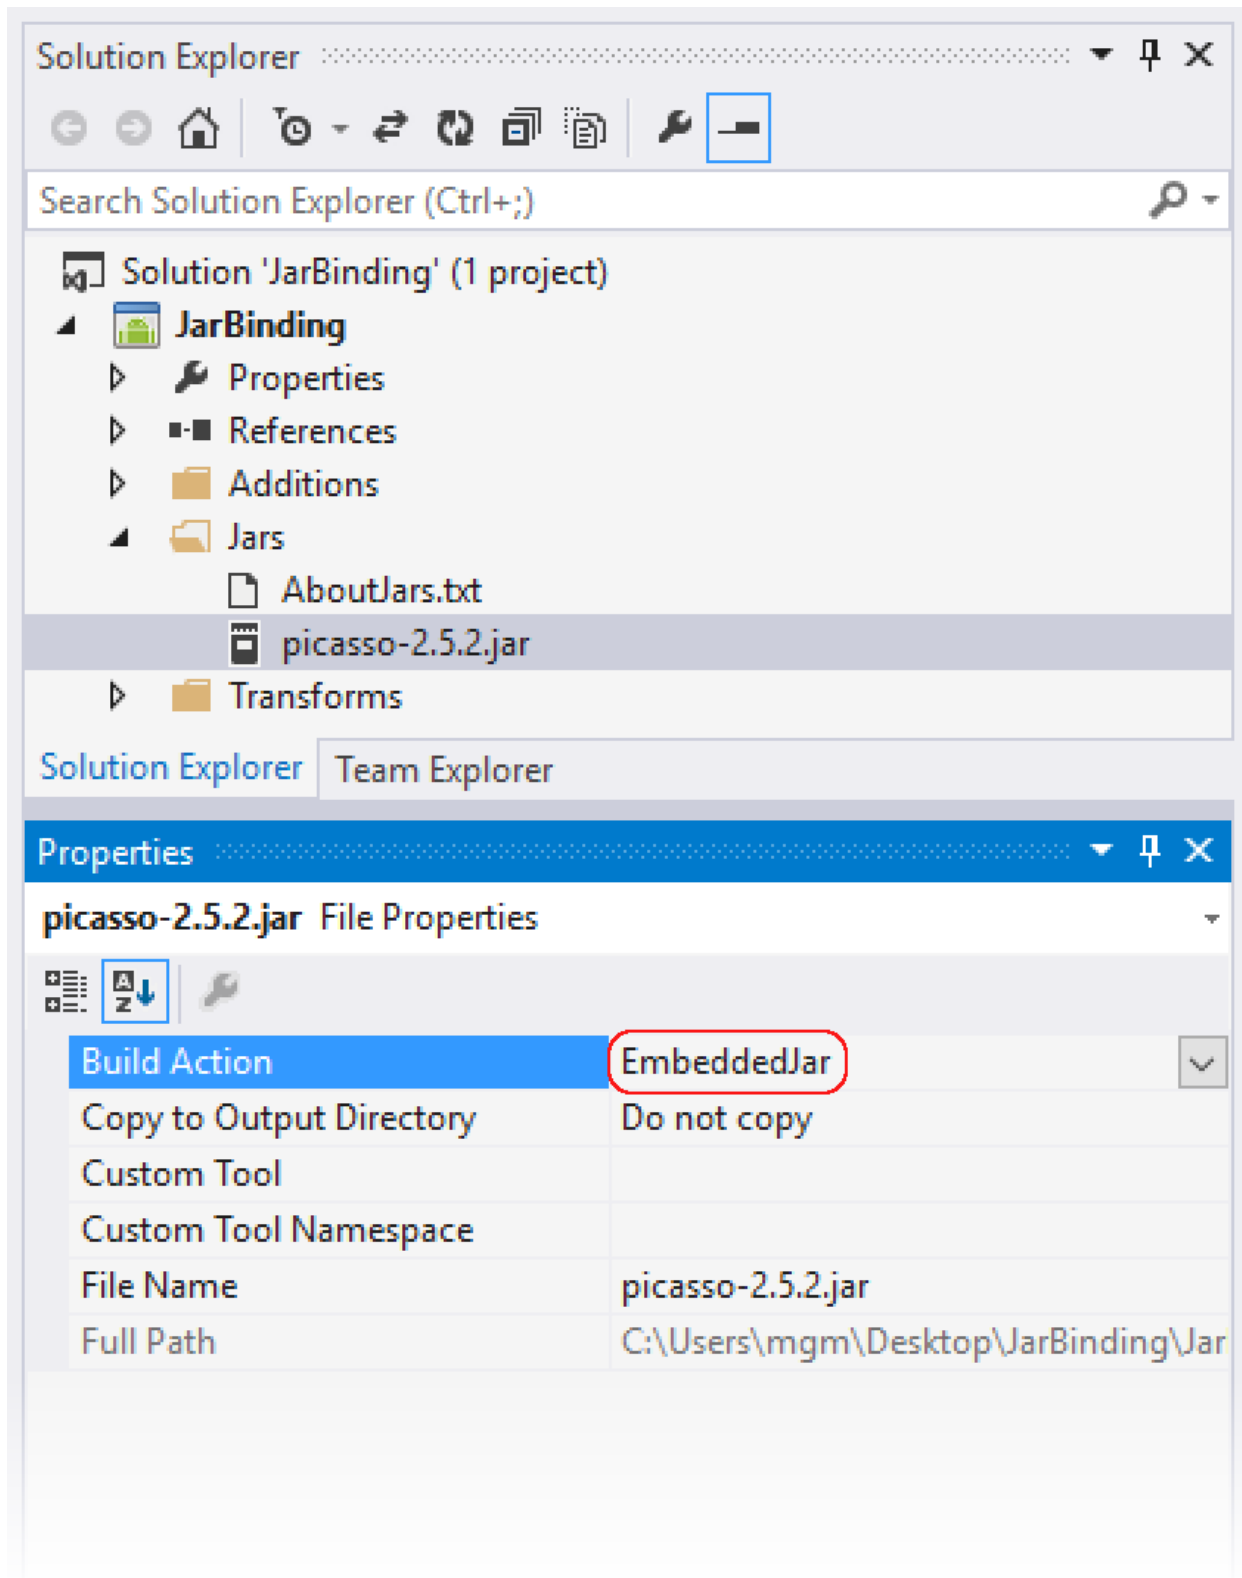 Solution Explorer
Search Solution Explorer (Ctrl+;)
Solution 'JarBinding' (1 project)
JarBinding
Properties
References
Additions
Jars
AboutJars.txt
picasso-2.5.2.jar
Transforms
Solution Explorer Team Explorer
Properties
picasso-2.5.2.jar File Properties
Build Action EmbeddedJar
Copy to Output Directory Do not copy
Custom Tool
Custom Tool Namespace
File Name picasso-2.5.2.jar
Full Path C:\Users\mgm\Desktop\JarBinding\Jar